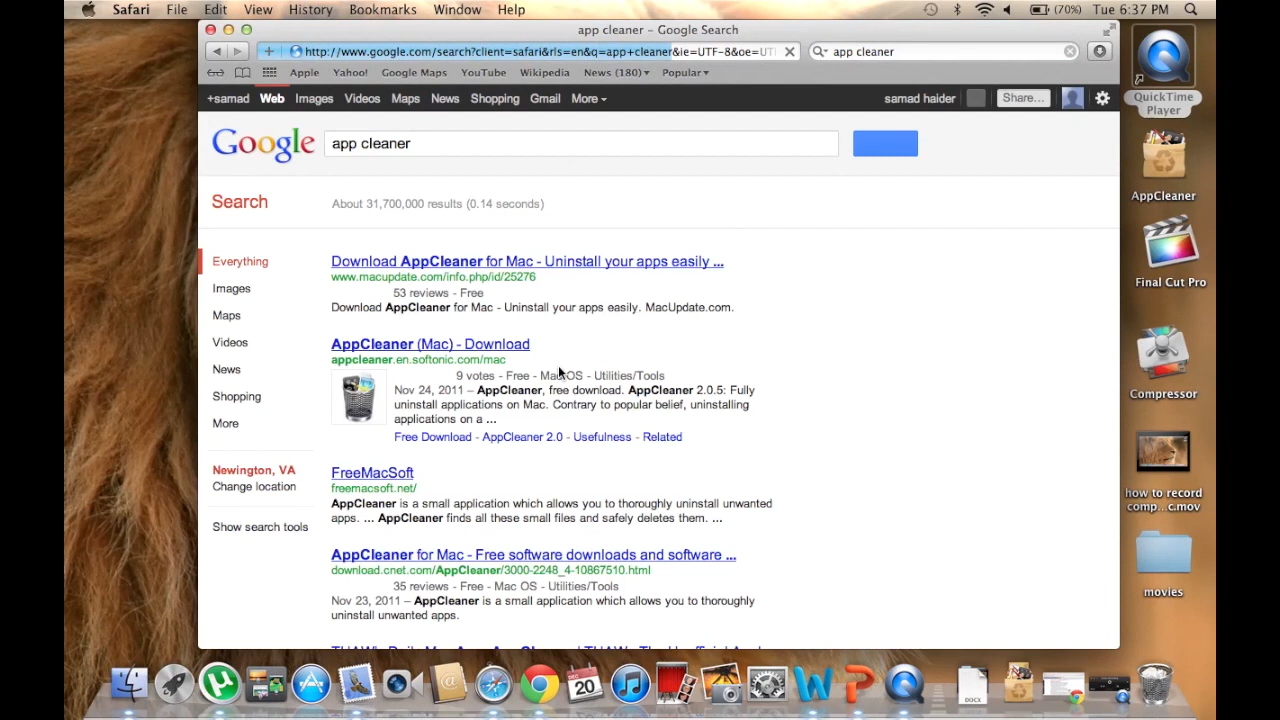 Safari File Edit View History Bookmarks Window Help (70%) Tue 6:37 PM
app cleaner – Google Search
http://www.google.com/search?client=safari&rls=en&q=app+cleaner&ie=UTF-8&oe=UT app cleaner
Apple Yahoo! Google Maps YouTube Wikipedia News (180) Popular
+samad Web Images Videos Maps News Shopping Gmail More samad haider Share...
Google app cleaner
Search About 31,700,000 results (0.14 seconds)
Everything
Images
Maps
Videos
News
Shopping
More
Newington, VA
Change location
Show search tools
Download AppCleaner for Mac - Uninstall your apps easily ...
www.macupdate.com/info.php/id/25276
53 reviews - Free
Download AppCleaner for Mac - Uninstall your apps easily. MacUpdate.com.
AppCleaner (Mac) - Download
appcleaner.en.softonic.com/mac
9 votes - Free - Mac OS - Utilities/Tools
Nov 24, 2011 – AppCleaner, free download. AppCleaner 2.0.5: Fully
uninstall applications on Mac. Contrary to popular belief, uninstalling
applications on a ...
Free Download - AppCleaner 2.0 - Usefulness - Related
FreeMacSoft
freemacsoft.net/
AppCleaner is a small application which allows you to thoroughly uninstall unwanted
apps. ... AppCleaner finds all these small files and safely deletes them. ...
AppCleaner for Mac - Free software downloads and software ...
download.cnet.com/AppCleaner/3000-2248_4-10867510.html
35 reviews - Free - Mac OS - Utilities/Tools
Nov 23, 2011 – AppCleaner is a small application which allows you to thoroughly
uninstall unwanted apps.
QuickTime
Player
AppCleaner
Final Cut Pro
Compressor
how to record
comp...c.mov
movies
20
DOCX